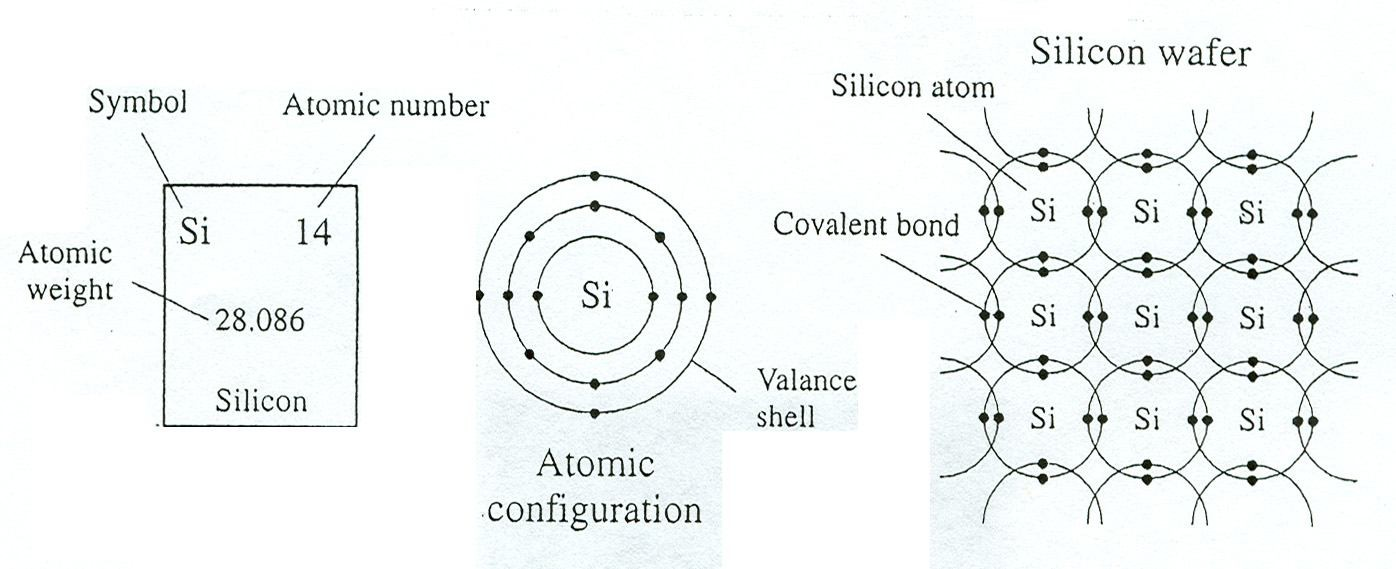 Silicon wafer
Silicon atom
Symbol
Atomic number
Si
14
Atomic
weight
28.086
Silicon
Si
Valance
shell
Atomic
configuration
Covalent bond
Si Si Si
Si Si Si
Si Si Si